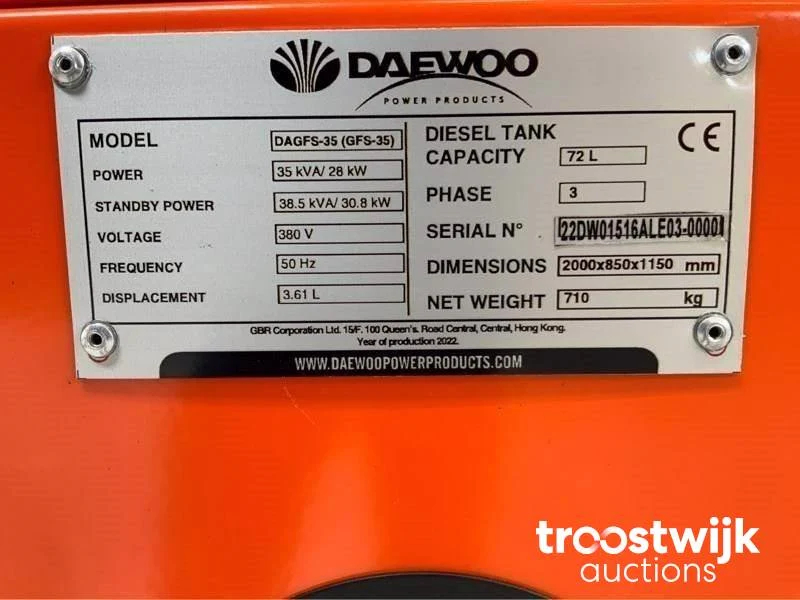 DAEWOO
POWER PRODUCTS
MODEL DAGFS-35 (GFS-35)
POWER 35 kVA/ 28 kW
STANDBY POWER 38.5 kVA/ 30.8 kW
VOLTAGE 380 V
FREQUENCY 50 Hz
DISPLACEMENT 3.61 L
DIESEL TANK
CAPACITY 72 L
CE
PHASE 3
SERIAL N° 22DW01516ALE03-0000
DIMENSIONS 2000x850x1150 mm
NET WEIGHT 710 kg
GBR Corporation Ltd. 15/F. 100 Queen's. Road Central, Central, Hong Kong.
Year of production 2022.
WWW.DAEWOOPOWERPRODUCTS.COM
troostwijk
auctions